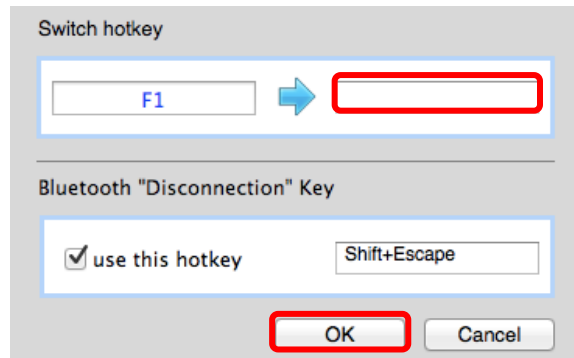 Switch hotkey
F1
Bluetooth "Disconnection" Key
use this hotkey Shift+Escape
OK Cancel